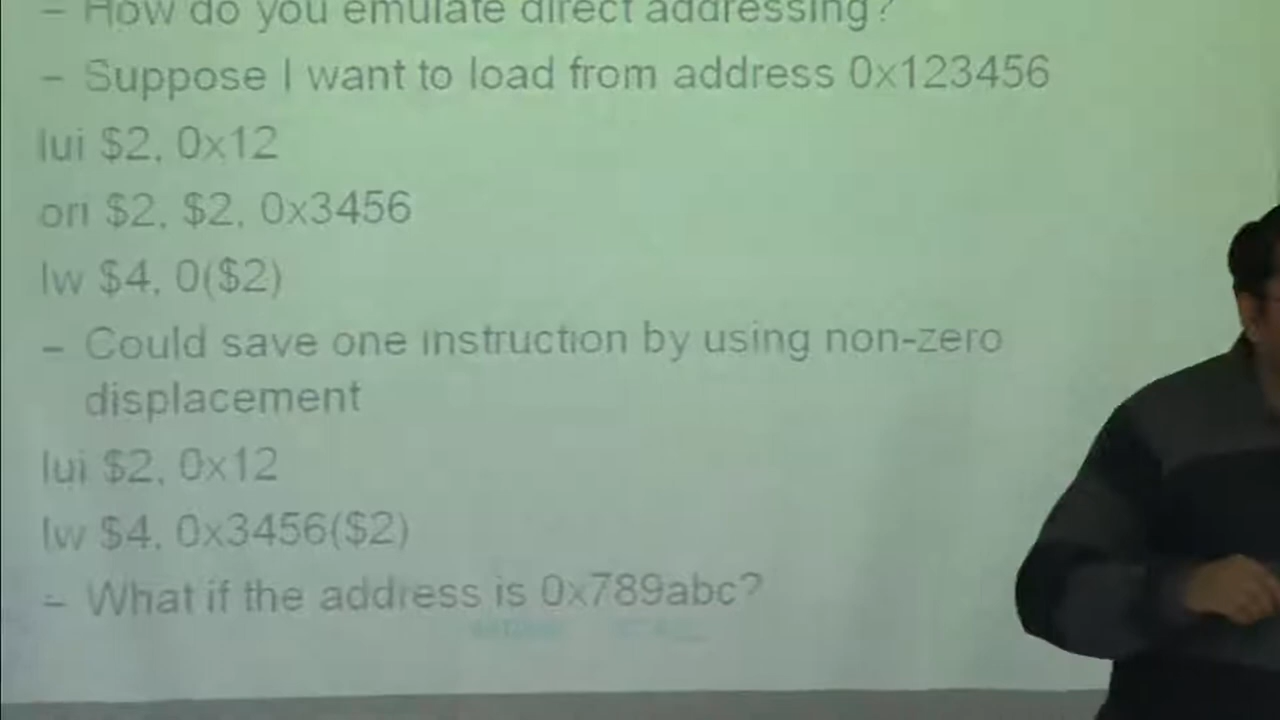 – How do you emulate direct addressing?
– Suppose I want to load from address 0x123456
lui $2, 0x12
ori $2, $2, 0x3456
lw $4, 0($2)
– Could save one instruction by using non-zero
displacement
lui $2, 0x12
lw $4, 0x3456($2)
– What if the address is 0x789abc?